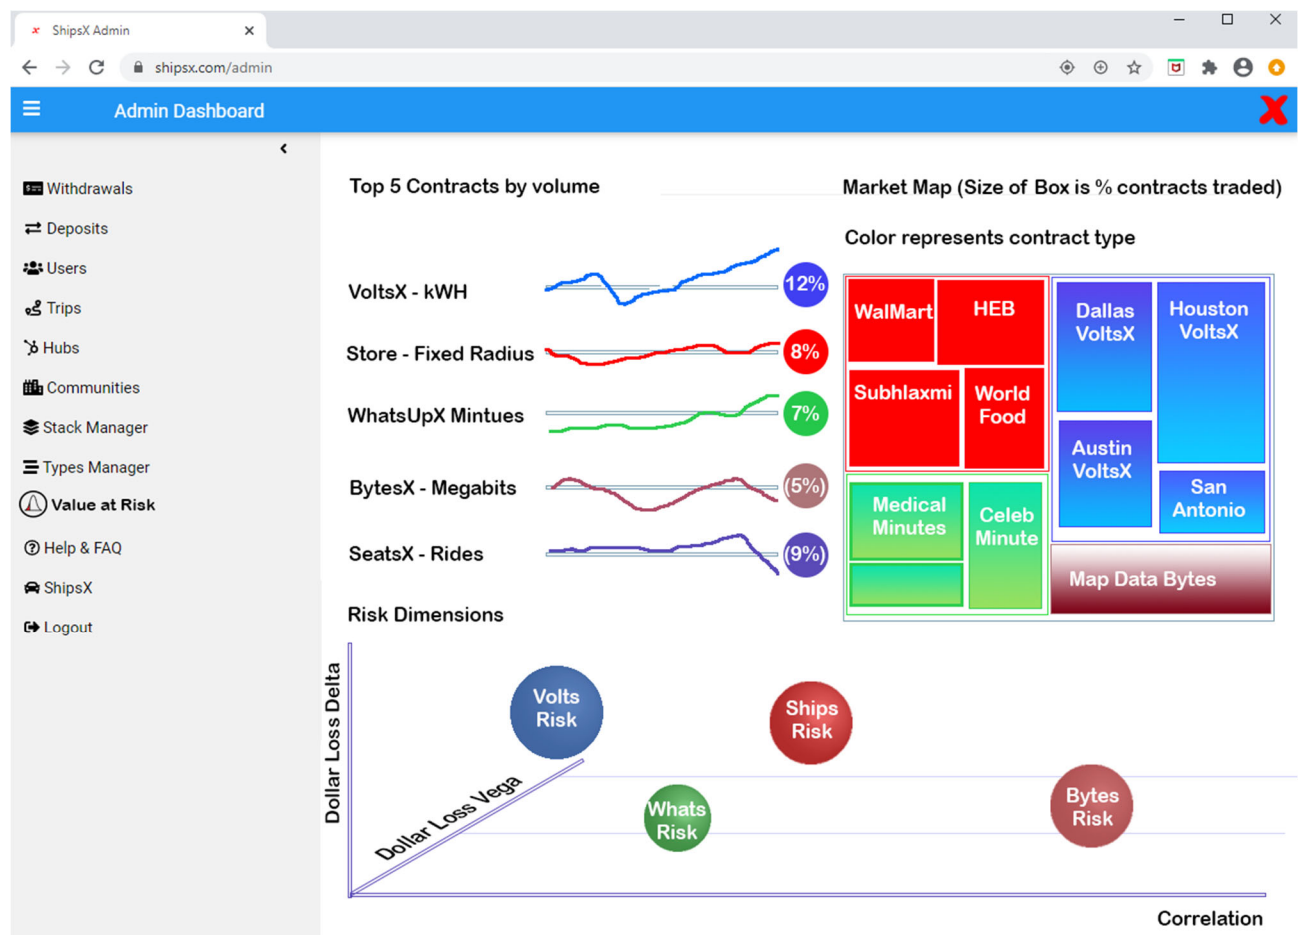 ShipsX Admin
shipsx.com/admin
Admin Dashboard
X
Withdrawals
Deposits
Users
Trips
Hubs
Communities
Stack Manager
Types Manager
Value at Risk
Help & FAQ
ShipsX
Logout
Top 5 Contracts by volume
VoltsX - kWH
12%
Store - Fixed Radius
8%
WhatsUpX Mintues
7%
BytesX - Megabits
(5%)
SeatsX - Rides
(9%)
Market Map (Size of Box is % contracts traded)
Color represents contract type
WalMart
HEB
Subhlaxmi
World
Food
Dallas
VoltsX
Houston
VoltsX
Austin
VoltsX
San
Antonio
Medical
Minutes
Celeb
Minute
Map Data Bytes
Risk Dimensions
Dollar Loss Delta
Dollar Loss Vega
Volts
Risk
Ships
Risk
Whats
Risk
Bytes
Risk
Correlation